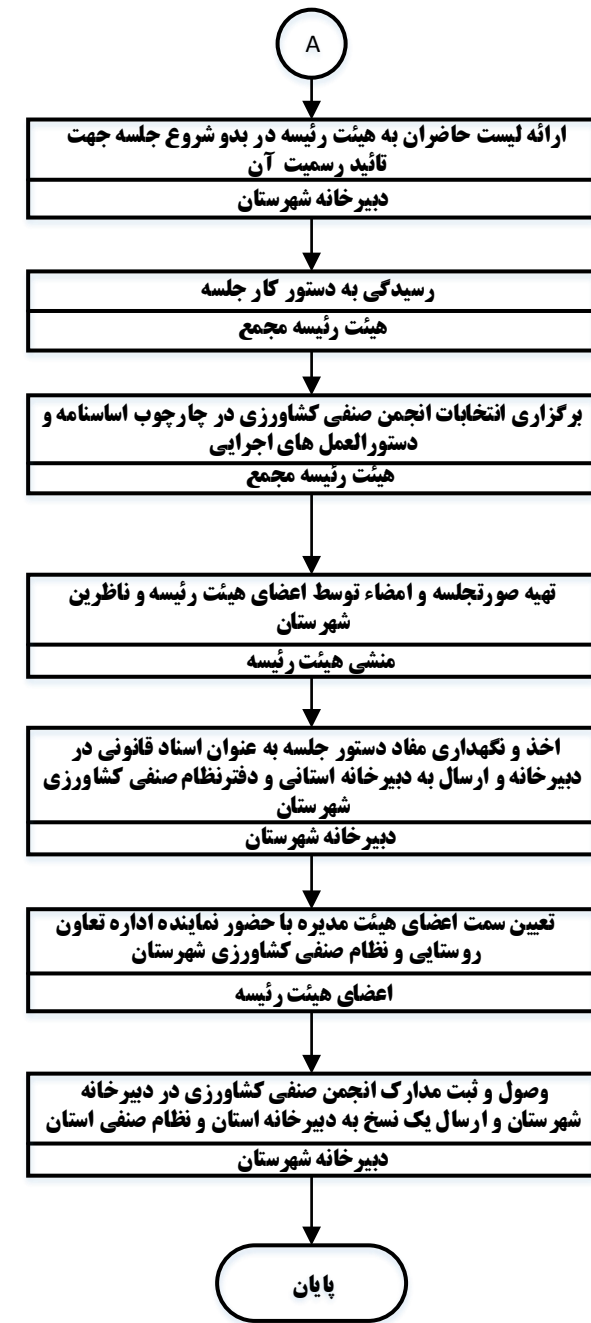 A
ارائه لیست حاضران به هیئت رئیسه در بدو شروع جلسه جهت
تائید رسمیت آن
دبیرخانه شهرستان
رسیدگی به دستور کار جلسه
هیئت رئیسه مجمع
برگزاری انتخابات انجمن صنفی کشاورزی در چارچوب اساسنامه و
دستورالعمل های اجرایی
هیئت رئیسه مجمع
تهیه صورتجلسه و امضاء توسط اعضای هیئت رئیسه و ناظرین
شهرستان
منشی هیئت رئیسه
اخذ و نگهداری مفاد دستور جلسه به عنوان اسناد قانونی در
دبیرخانه و ارسال به دبیرخانه استانی و دفترنظام صنفی کشاورزی
شهرستان
دبیرخانه شهرستان
تعیین سمت اعضای هیئت مدیره با حضور نماینده اداره تعاون
روستایی و نظام صنفی کشاورزی شهرستان
اعضای هیئت رئیسه
وصول و ثبت مدارک انجمن صنفی کشاورزی در دبیرخانه
شهرستان و ارسال یک نسخ به دبیرخانه استان و نظام صنفی استان
دبیرخانه شهرستان
پایان